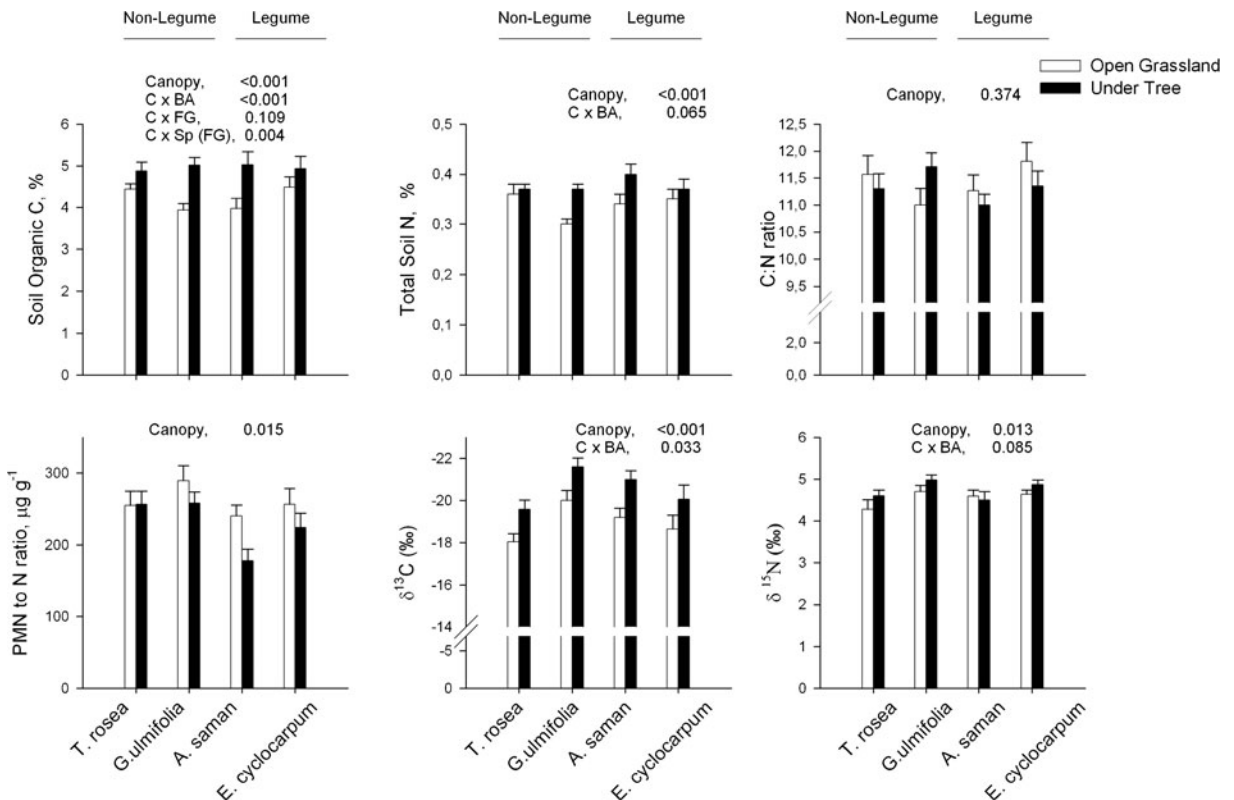 Non-Legume Legume
Non-Legume Legume
Non-Legume Legume
Open Grassland
Under Tree
Canopy, <0.001
C x BA <0.001
C x FG, 0.109
C x Sp (FG), 0.004
Soil Organic C, %
6
5
4
3
2
1
0
Canopy, <0.001
C x BA, 0.065
Total Soil N, %
0,5
0,4
0,3
0,2
0,1
0,0
Canopy, 0.374
C:N ratio
12,5
12,0
11,5
11,0
10,5
10,0
9,5
2,0
0,0
Canopy, 0.015
PMN to N ratio, µg g-1
300
200
100
0
T. rosea
G.ulmifolia
A. saman
E. cyclocarpum
Canopy, <0.001
C x BA, 0.033
δ 13C (‰)
-22
-20
-18
-16
-14
-5
0
T. rosea
G.ulmifolia
A. saman
E. cyclocarpum
Canopy, 0.013
C x BA, 0.085
δ 15N (‰)
6
5
4
3
2
1
0
T. rosea
G.ulmifolia
A. saman
E. cyclocarpum